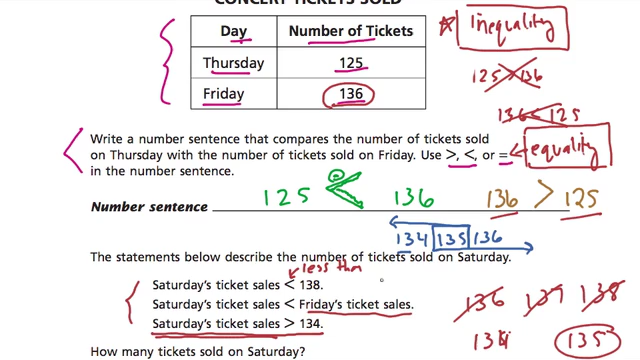 CONCERT TICKETS SOLD
Day Number of Tickets
Thursday 125
Friday 136
Inequality
125 136
136 < 125
Write a number sentence that compares the number of tickets sold
on Thursday with the number of tickets sold on Friday. Use >, <, or =
in the number sentence.
equality
Number sentence 125 < 136 136 > 125
134 135 136
The statements below describe the number of tickets sold on Saturday.
less than
Saturday's ticket sales < 138.
Saturday's ticket sales < Friday's ticket sales.
Saturday's ticket sales > 134.
136 137 138
134 135
How many tickets sold on Saturday?